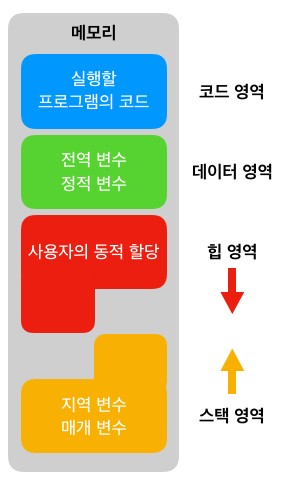 메모리
실행할
프로그램의 코드
코드 영역
전역 변수
정적 변수
데이터 영역
사용자의 동적 할당
힙 영역
지역 변수
매개 변수
스택 영역